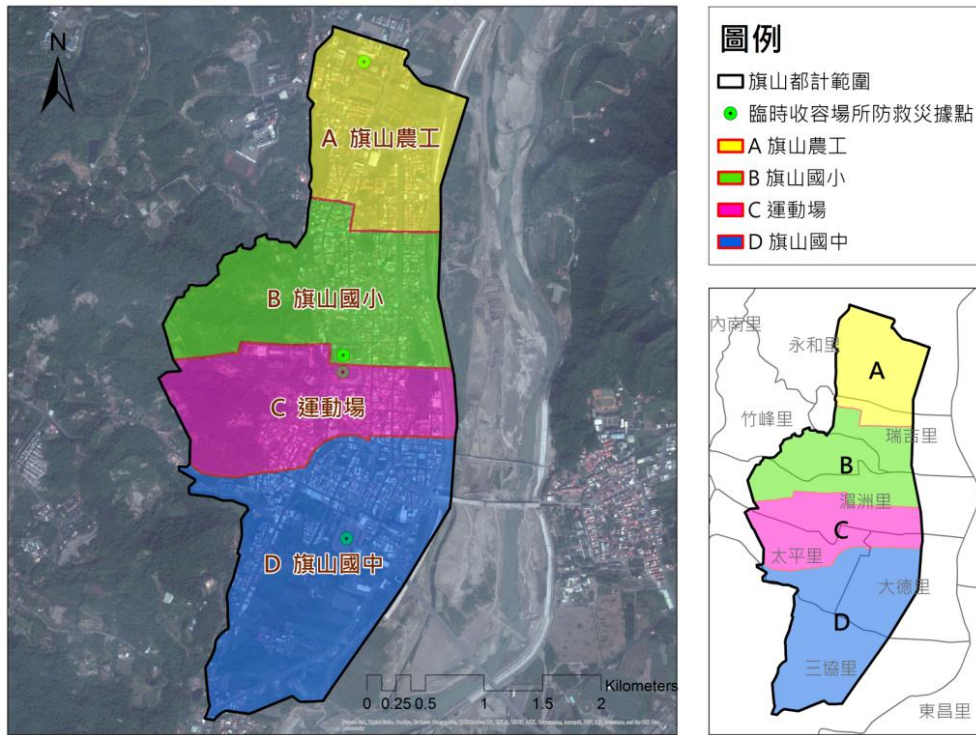 N
A 旗山農工
B 旗山國小
C 運動場
D 旗山國中
Kilometers
0 0.25 0.5 1 1.5 2
圖例
旗山都計範圍
臨時收容場所防救災據點
A 旗山農工
B 旗山國小
C 運動場
D 旗山國中
內南里
永和里
A
竹峰里
瑞吉里
B
湄洲里
C
太平里
大德里
D
三協里
東昌里